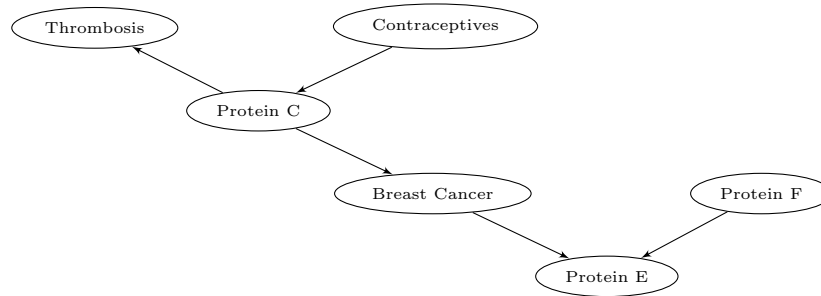 Thrombosis
Contraceptives
Protein C
Breast Cancer
Protein F
Protein E